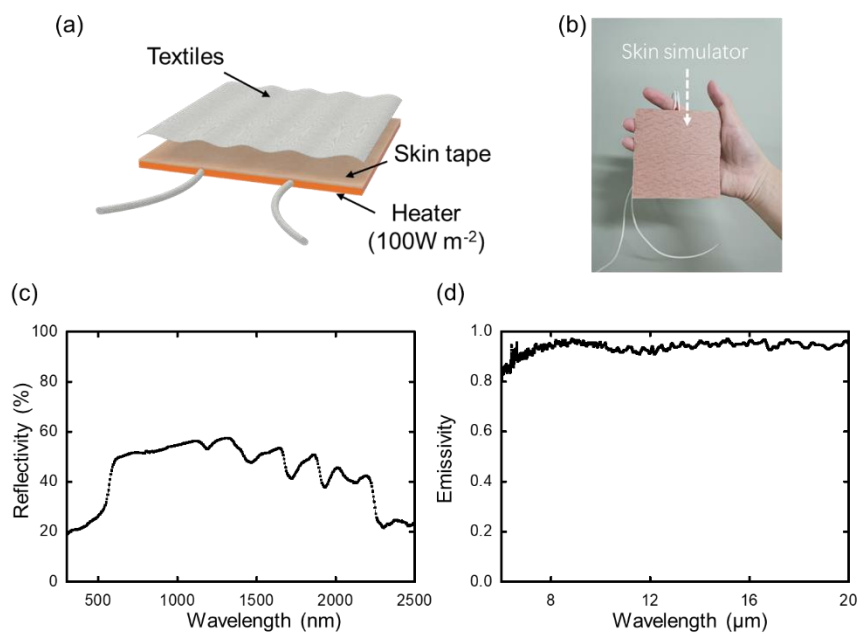 (a)
Textiles
Skin tape
Heater
(100W m⁻²)
(b)
Skin simulator
(c)
100
80
60
40
20
0
Reflectivity (%)
500 1000 1500 2000 2500
Wavelength (nm)
(d)
1.0
0.8
0.6
0.4
0.2
0.0
Emissivity
8 12 16 20
Wavelength (µm)